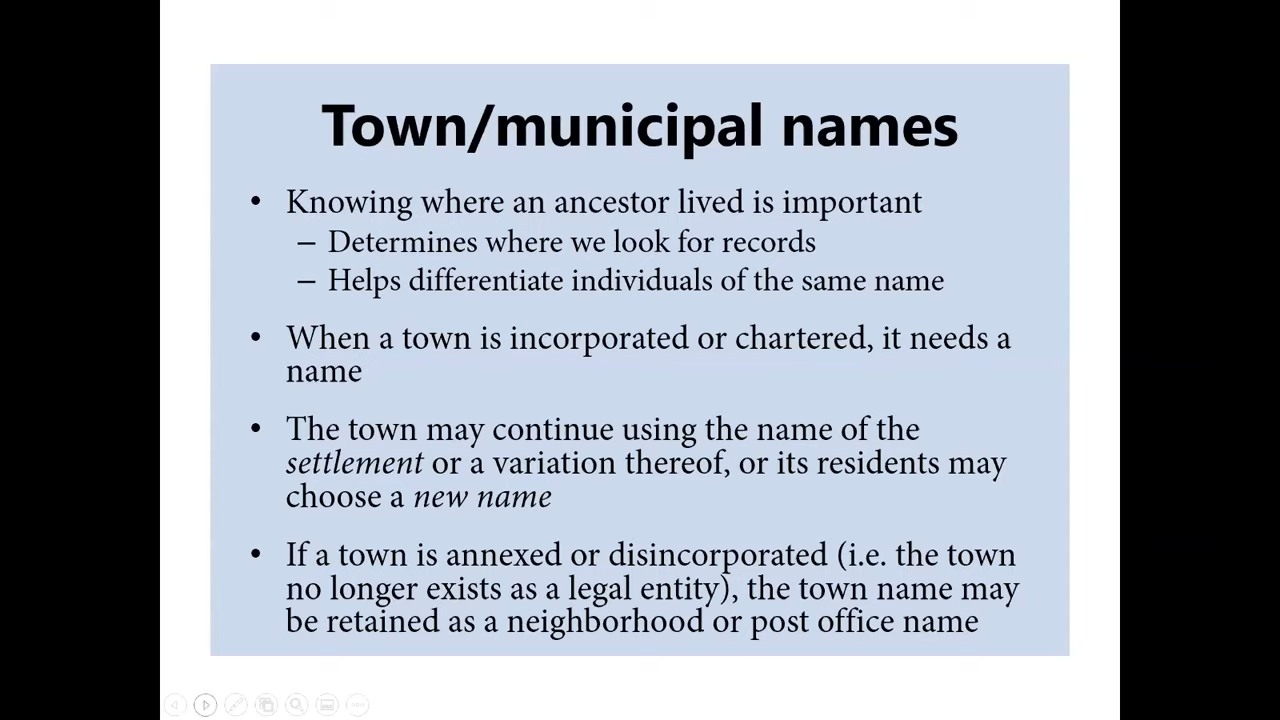 Town/municipal names
• Knowing where an ancestor lived is important
– Determines where we look for records
– Helps differentiate individuals of the same name
• When a town is incorporated or chartered, it needs a
name
• The town may continue using the name of the
settlement or a variation thereof, or its residents may
choose a new name
• If a town is annexed or disincorporated (i.e. the town
no longer exists as a legal entity), the town name may
be retained as a neighborhood or post office name